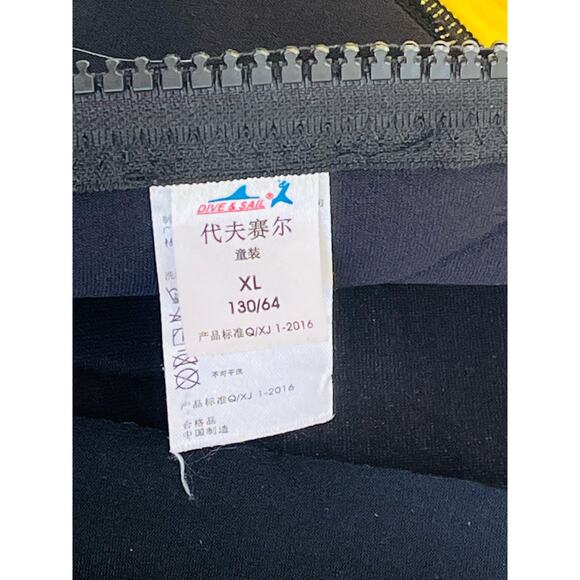 DIVE & SAIL®
代夫赛尔
童装
XL
130/64
产品标准Q/XJ 1-2016
洗
不可干洗
产品标准Q/XJ 1-2016
合格品
中国制造